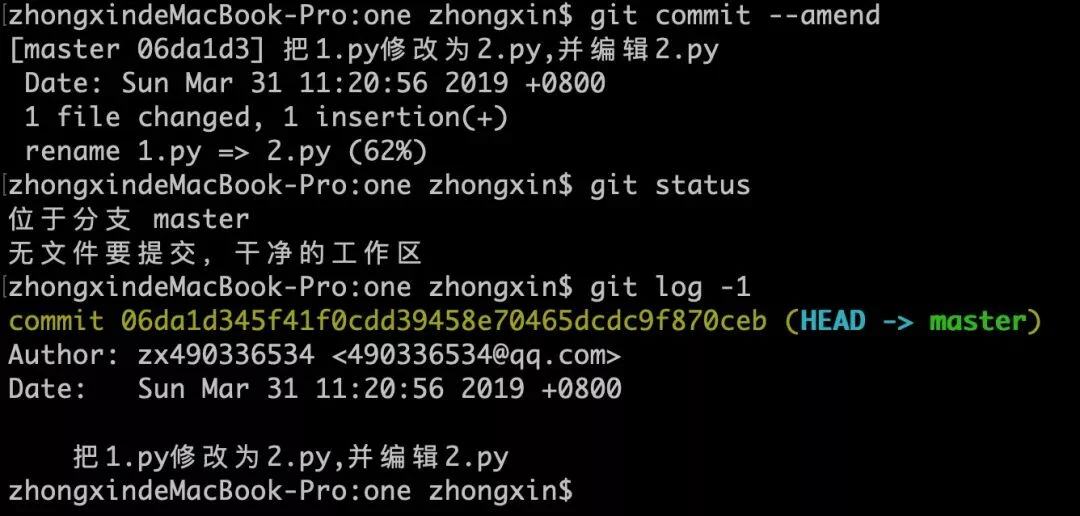 zhongxindeMacBook-Pro:one zhongxin$ git commit --amend
[master 06da1d3] 把1.py修改为2.py,并编辑2.py
 Date: Sun Mar 31 11:20:56 2019 +0800
 1 file changed, 1 insertion(+)
 rename 1.py => 2.py (62%)
[zhongxindeMacBook-Pro:one zhongxin$ git status
位于分支 master
无文件要提交，干净的工作区
[zhongxindeMacBook-Pro:one zhongxin$ git log -1
commit 06da1d345f41f0cdd39458e70465dcdc9f870ceb (HEAD -> master)
Author: zx490336534 <490336534@qq.com>
Date:   Sun Mar 31 11:20:56 2019 +0800

    把1.py修改为2.py,并编辑2.py
zhongxindeMacBook-Pro:one zhongxin$